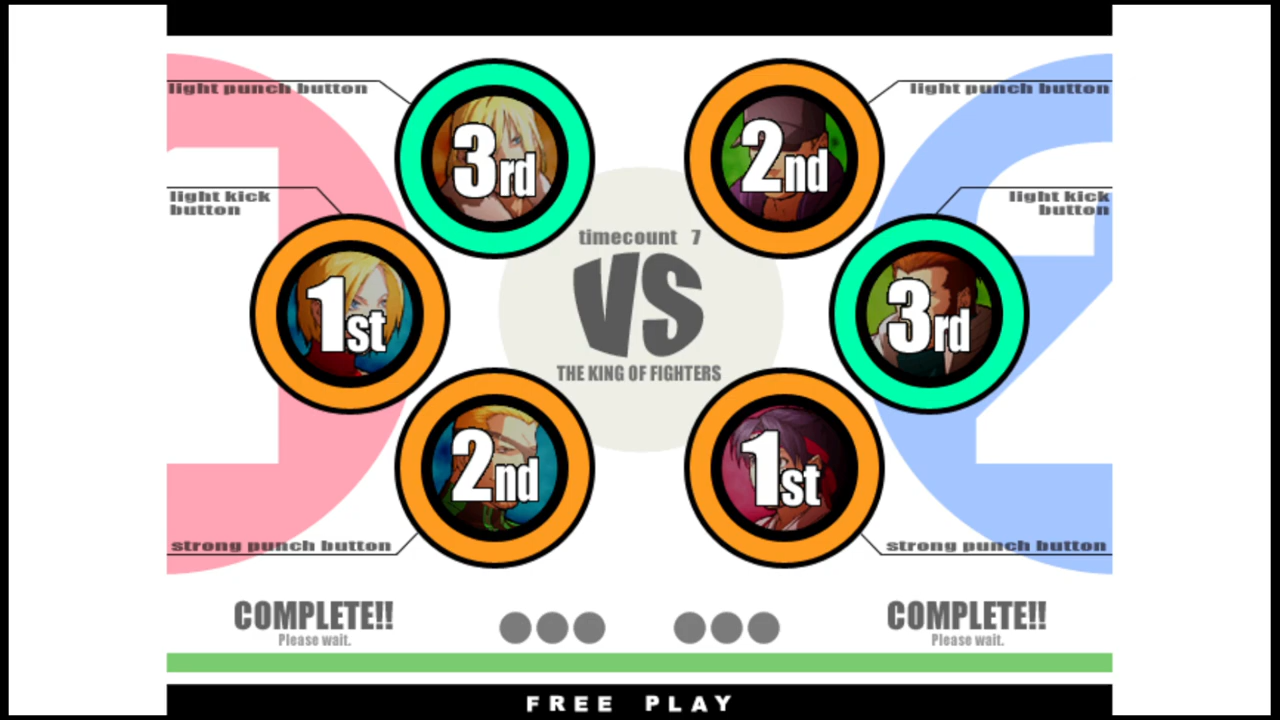 light punch button
light punch button
3rd
2nd
light kick
button
light kick
button
timecount 7
1st
VS
3rd
THE KING OF FIGHTERS
2nd
1st
strong punch button
strong punch button
COMPLETE!!
Please wait.
COMPLETE!!
Please wait.
FREE PLAY